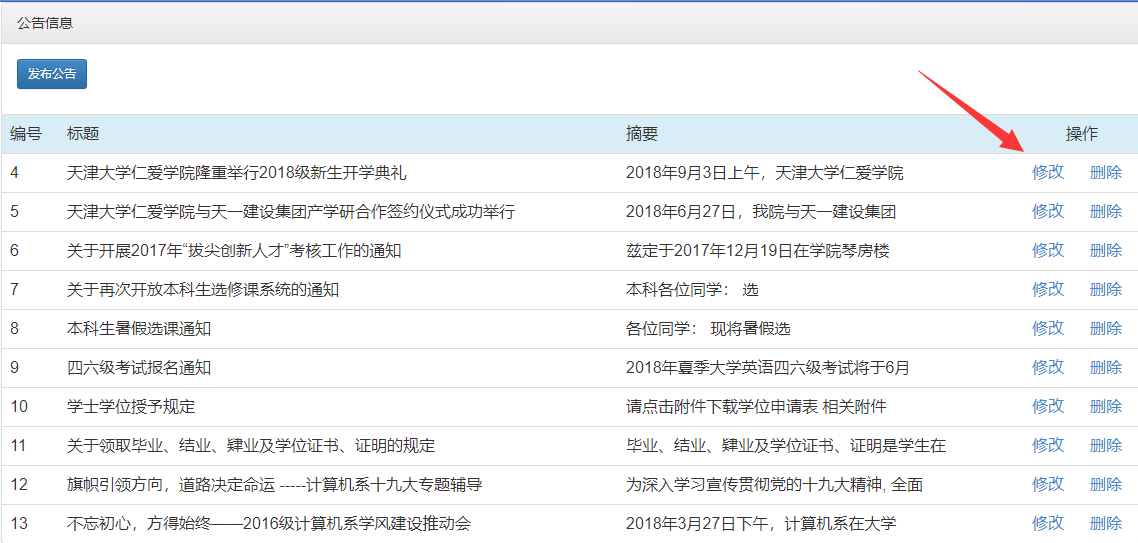 公告信息
发布公告
编号 标题 摘要 操作
4 天津大学仁爱学院隆重举行2018级新生开学典礼 2018年9月3日上午，天津大学仁爱学院 修改 删除
5 天津大学仁爱学院与天一建设集团产学研合作签约仪式成功举行 2018年6月27日，我院与天一建设集团 修改 删除
6 关于开展2017年“拔尖创新人才”考核工作的通知 兹定于2017年12月19日在学院琴房楼 修改 删除
7 关于再次开放本科生选修课系统的通知 本科各位同学： 选 修改 删除
8 本科生暑假选课通知 各位同学： 现将暑假选 修改 删除
9 四六级考试报名通知 2018年夏季大学英语四六级考试将于6月 修改 删除
10 学士学位授予规定 请点击附件下载学位申请表 相关附件 修改 删除
11 关于领取毕业、结业、肄业及学位证书、证明的规定 毕业、结业、肄业及学位证书、证明是学生在 修改 删除
12 旗帜引领方向，道路决定命运 -----计算机系十九大专题辅导 为深入学习宣传贯彻党的十九大精神, 全面 修改 删除
13 不忘初心，方得始终——2016级计算机系学风建设推动会 2018年3月27日下午，计算机系在大学 修改 删除